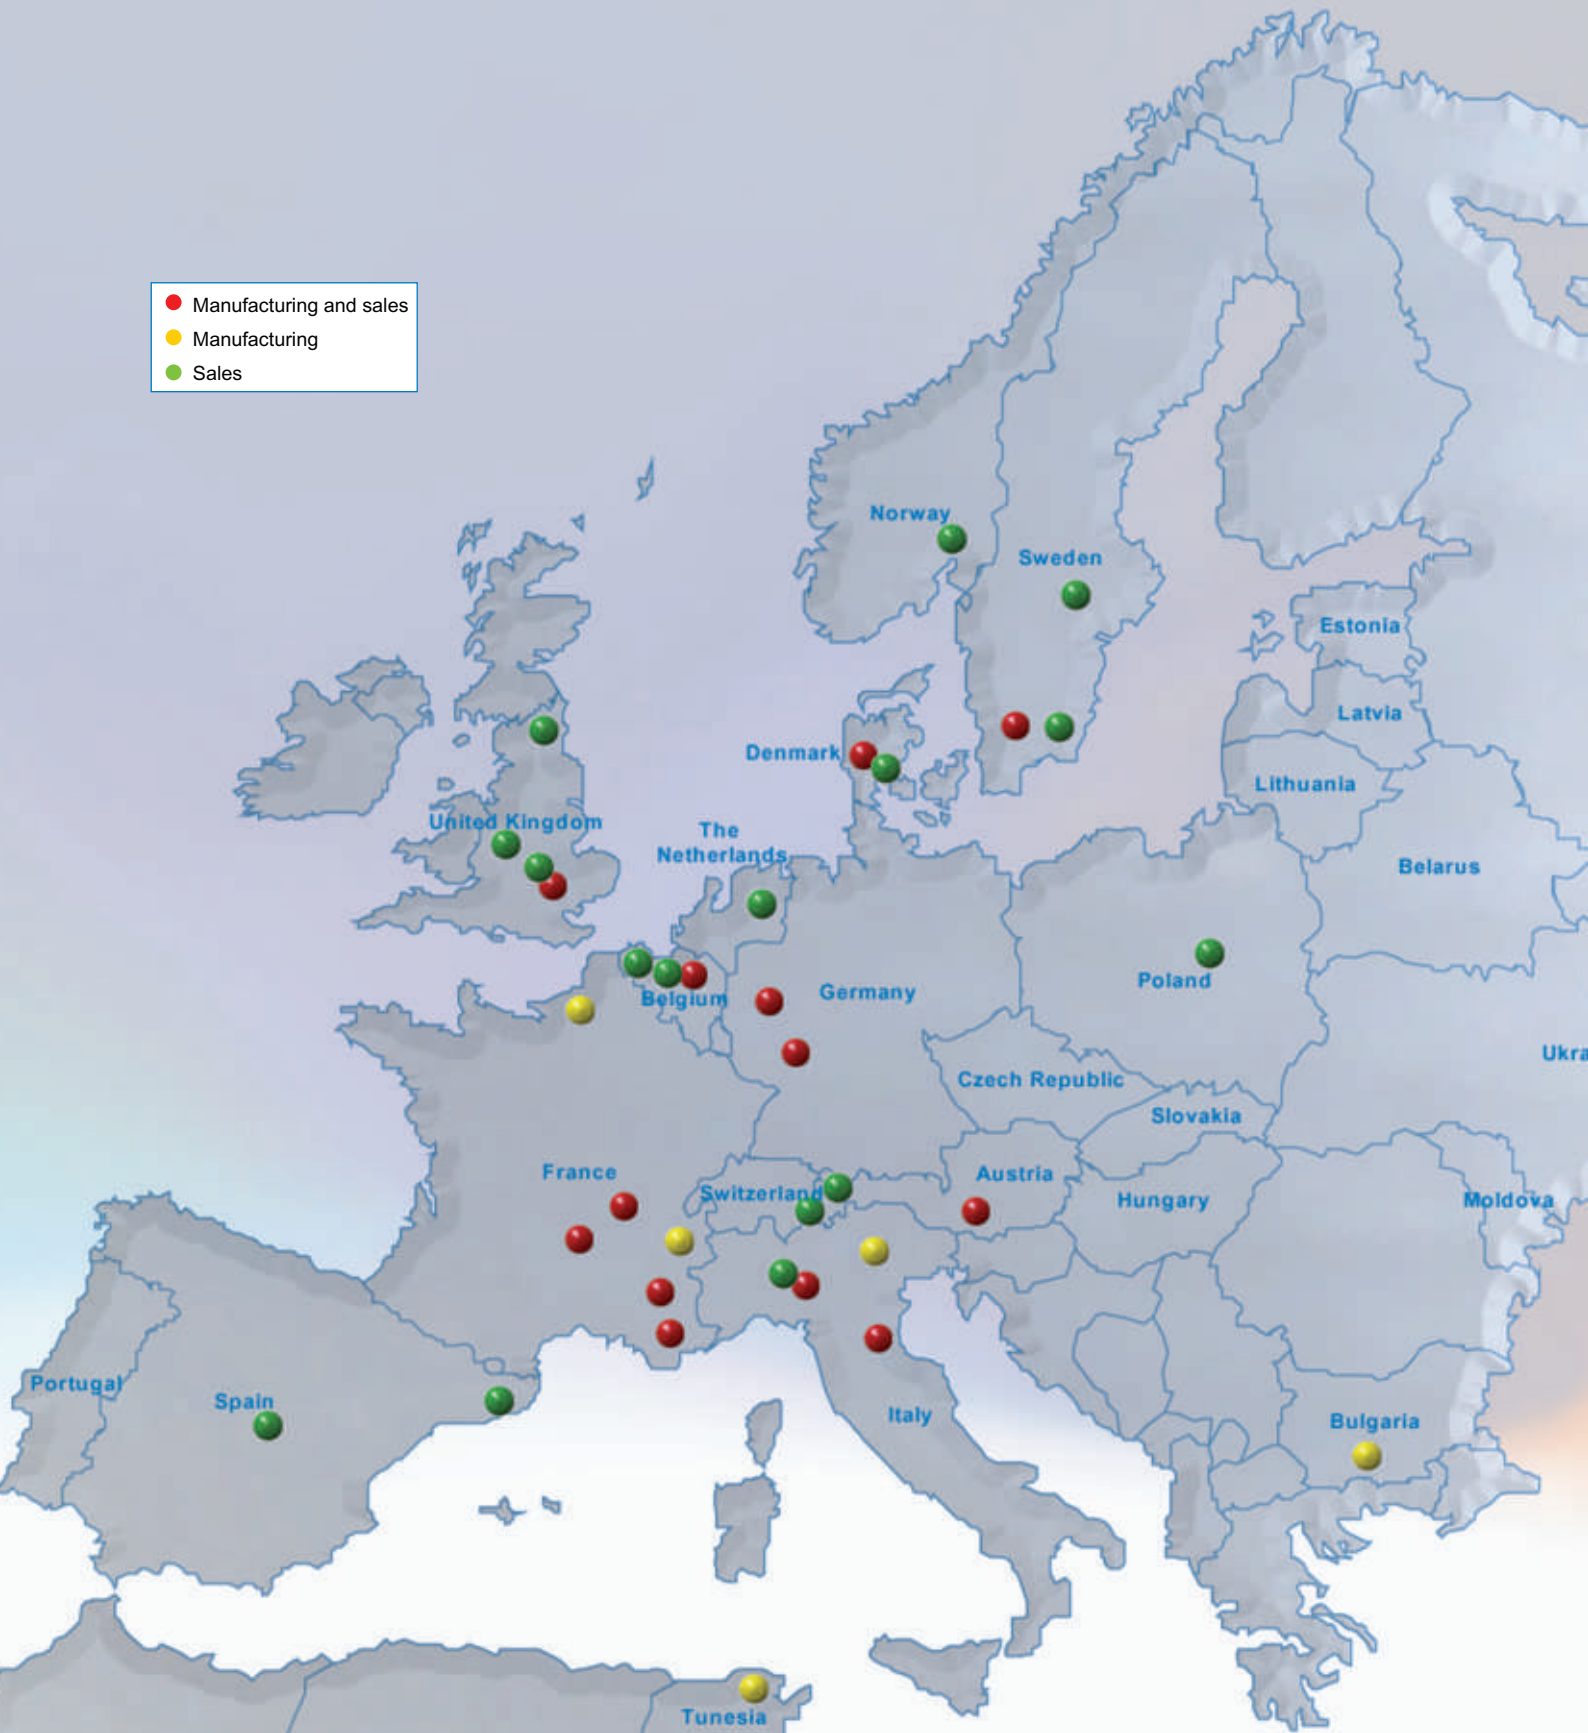 Manufacturing and sales
Manufacturing
Sales
Norway
Sweden
Estonia
Latvia
Denmark
Lithuania
United Kingdom
The
Netherlands
Belarus
Poland
Germany
Belgium
Ukra
Czech Republic
Slovakia
France
Austria
Switzerland
Hungary
Moldova
Portugal
Spain
Italy
Bulgaria
Tunesia